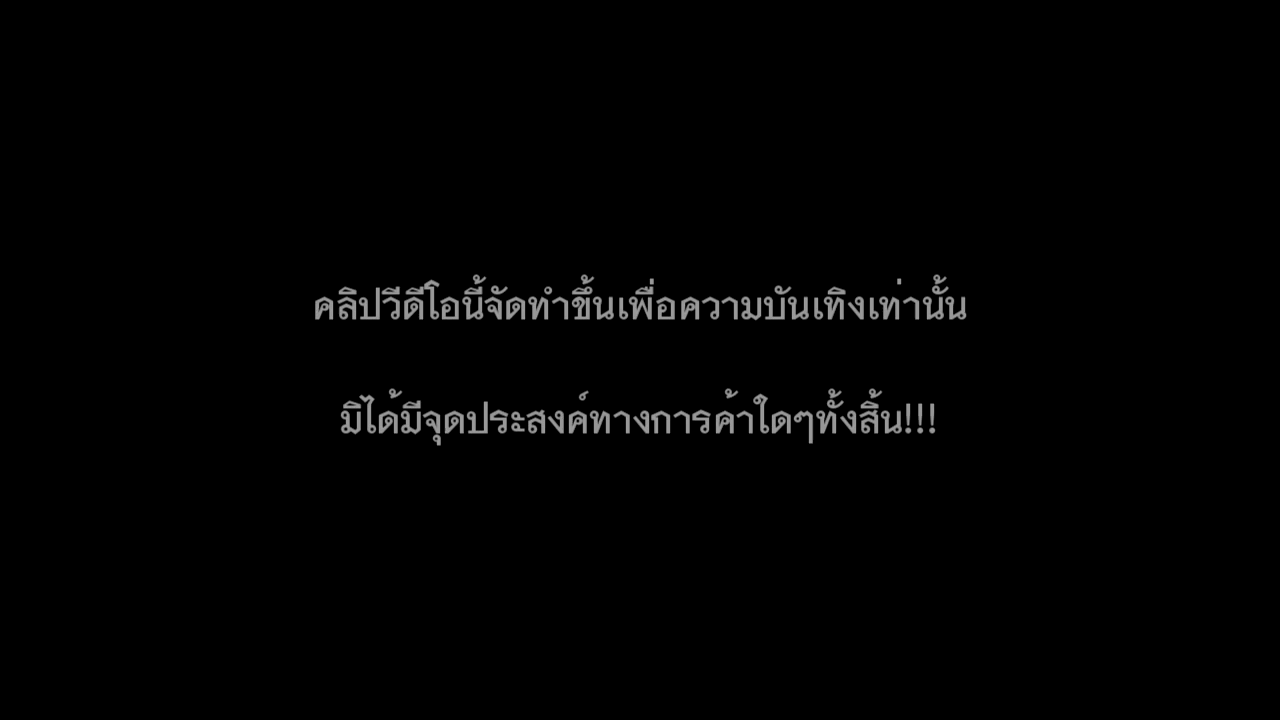 คลิปวีดีโอนี้จัดทำขึ้นเพื่อความบันเทิงเท่านั้น
มิได้มีจุดประสงค์ทางการค้าใดๆทั้งสิ้น!!!